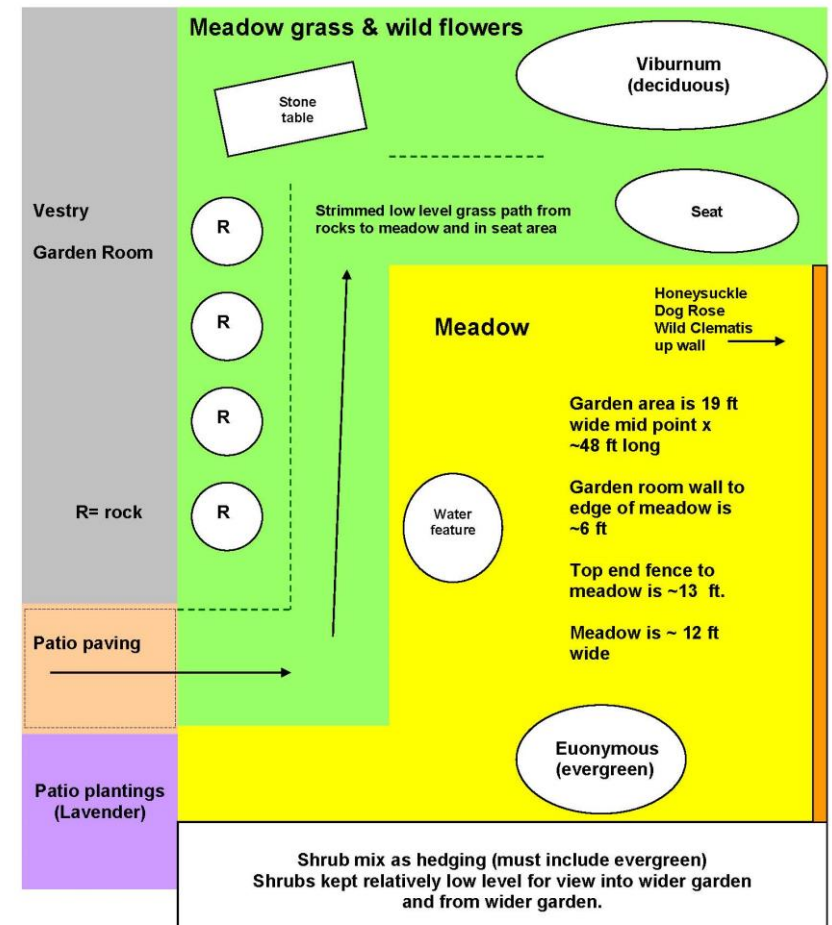 Meadow grass & wild flowers
Viburnum
(deciduous)
Stone
table
Vestry
Garden Room
R
Strimmed low level grass path from
rocks to meadow and in seat area
Seat
R
Meadow
Honeysuckle
Dog Rose
Wild Clematis
up wall
R
Garden area is 19 ft
wide mid point x
~48 ft long
R= rock
R
Water
feature
Garden room wall to
edge of meadow is
~6 ft
Top end fence to
meadow is ~13 ft.
Patio paving
Meadow is ~ 12 ft
wide
Euonymous
(evergreen)
Patio plantings
(Lavender)
Shrub mix as hedging (must include evergreen)
Shrubs kept relatively low level for view into wider garden
and from wider garden.